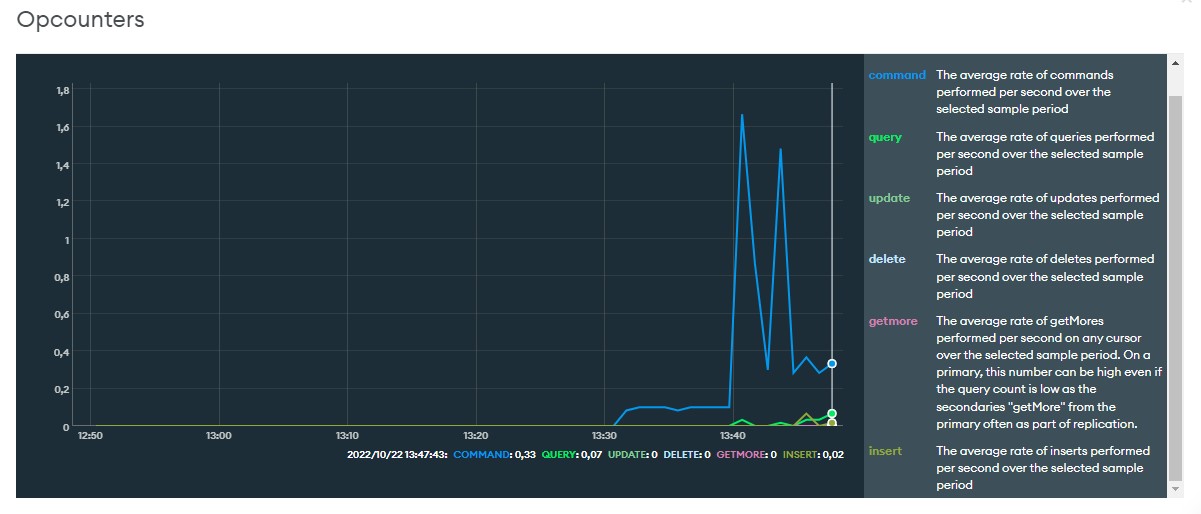 Opcounters
1,8
1,6
1,4
1,2
1
0,8
0,6
0,4
0,2
0
12:50 13:00 13:10 13:20 13:30 13:40
2022/10/22 13:47:43: COMMAND: 0,33 QUERY: 0,07 UPDATE: 0 DELETE: 0 GETMORE: 0 INSERT: 0,02
command The average rate of commands
performed per second over the
selected sample period
query The average rate of queries performed
per second over the selected sample
period
update The average rate of updates performed
per second over the selected sample
period
delete The average rate of deletes performed
per second over the selected sample
period
getmore The average rate of getMores
performed per second on any cursor
over the selected sample period. On a
primary, this number can be high even if
the query count is low as the
secondaries "getMore" from the
primary often as part of replication.
insert The average rate of inserts performed
per second over the selected sample
period